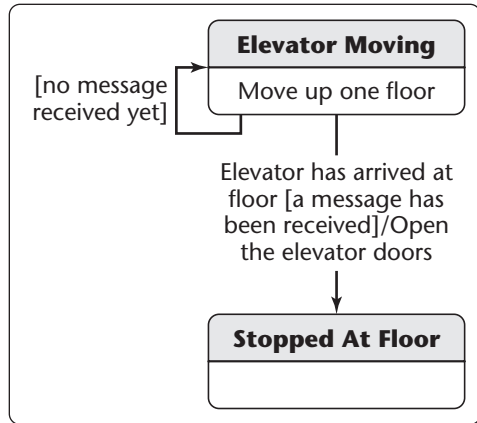 Elevator Moving
Move up one floor
[no message
received yet]
Elevator has arrived at
floor [a message has
been received]/Open
the elevator doors
Stopped At Floor